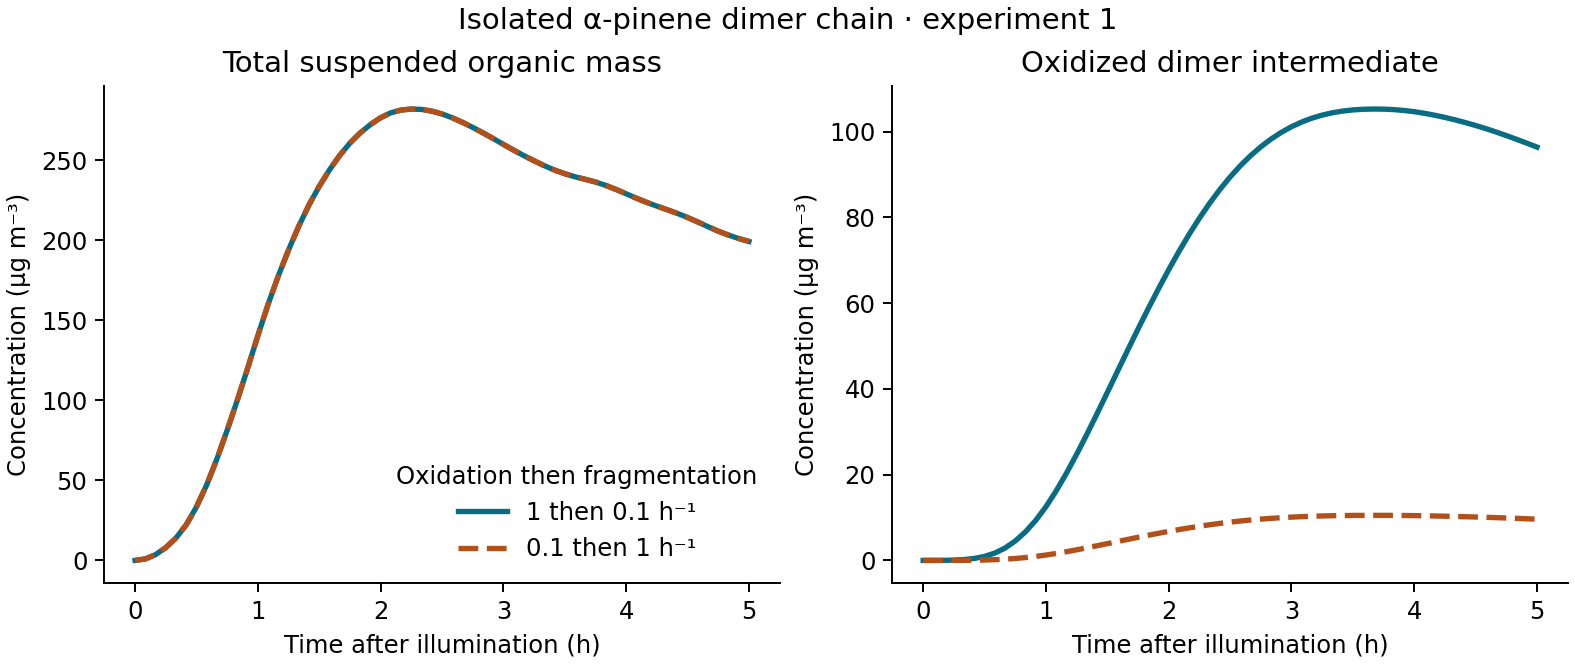 Isolated α-pinene dimer chain · experiment 1
Total suspended organic mass
Concentration (µg m⁻³)
250
200
150
100
50
0
Oxidation then fragmentation
1 then 0.1 h⁻¹
0.1 then 1 h⁻¹
0 1 2 3 4 5
Time after illumination (h)
Oxidized dimer intermediate
Concentration (µg m⁻³)
100
80
60
40
20
0
0 1 2 3 4 5
Time after illumination (h)